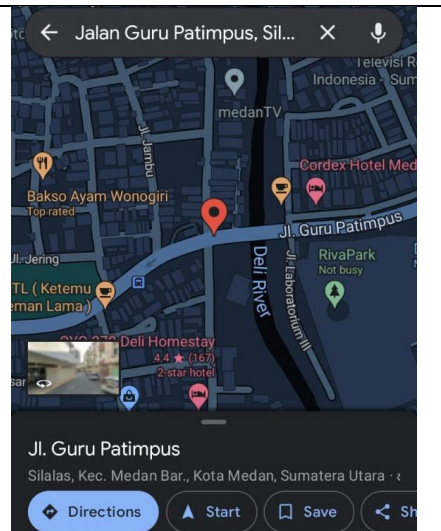 Jalan Guru Patimpus, Sil...
Televisi R
Indonesia - Sum
medanTV
Jl. Jambu
Cordex Hotel Med
Bakso Ayam Wonogiri
Top rated
Jl. Guru Patimpus
Jl. Jering
Deli River
Jl. Laboratorium III
RivaPark
Not busy
TL ( Ketemu
eman Lama )
Deli Homestay
4.4 ★ (167)
2-star hotel
sar
Jl. Guru Patimpus
Silalas, Kec. Medan Bar., Kota Medan, Sumatera Utara ·
Directions
Start
Save
Sh